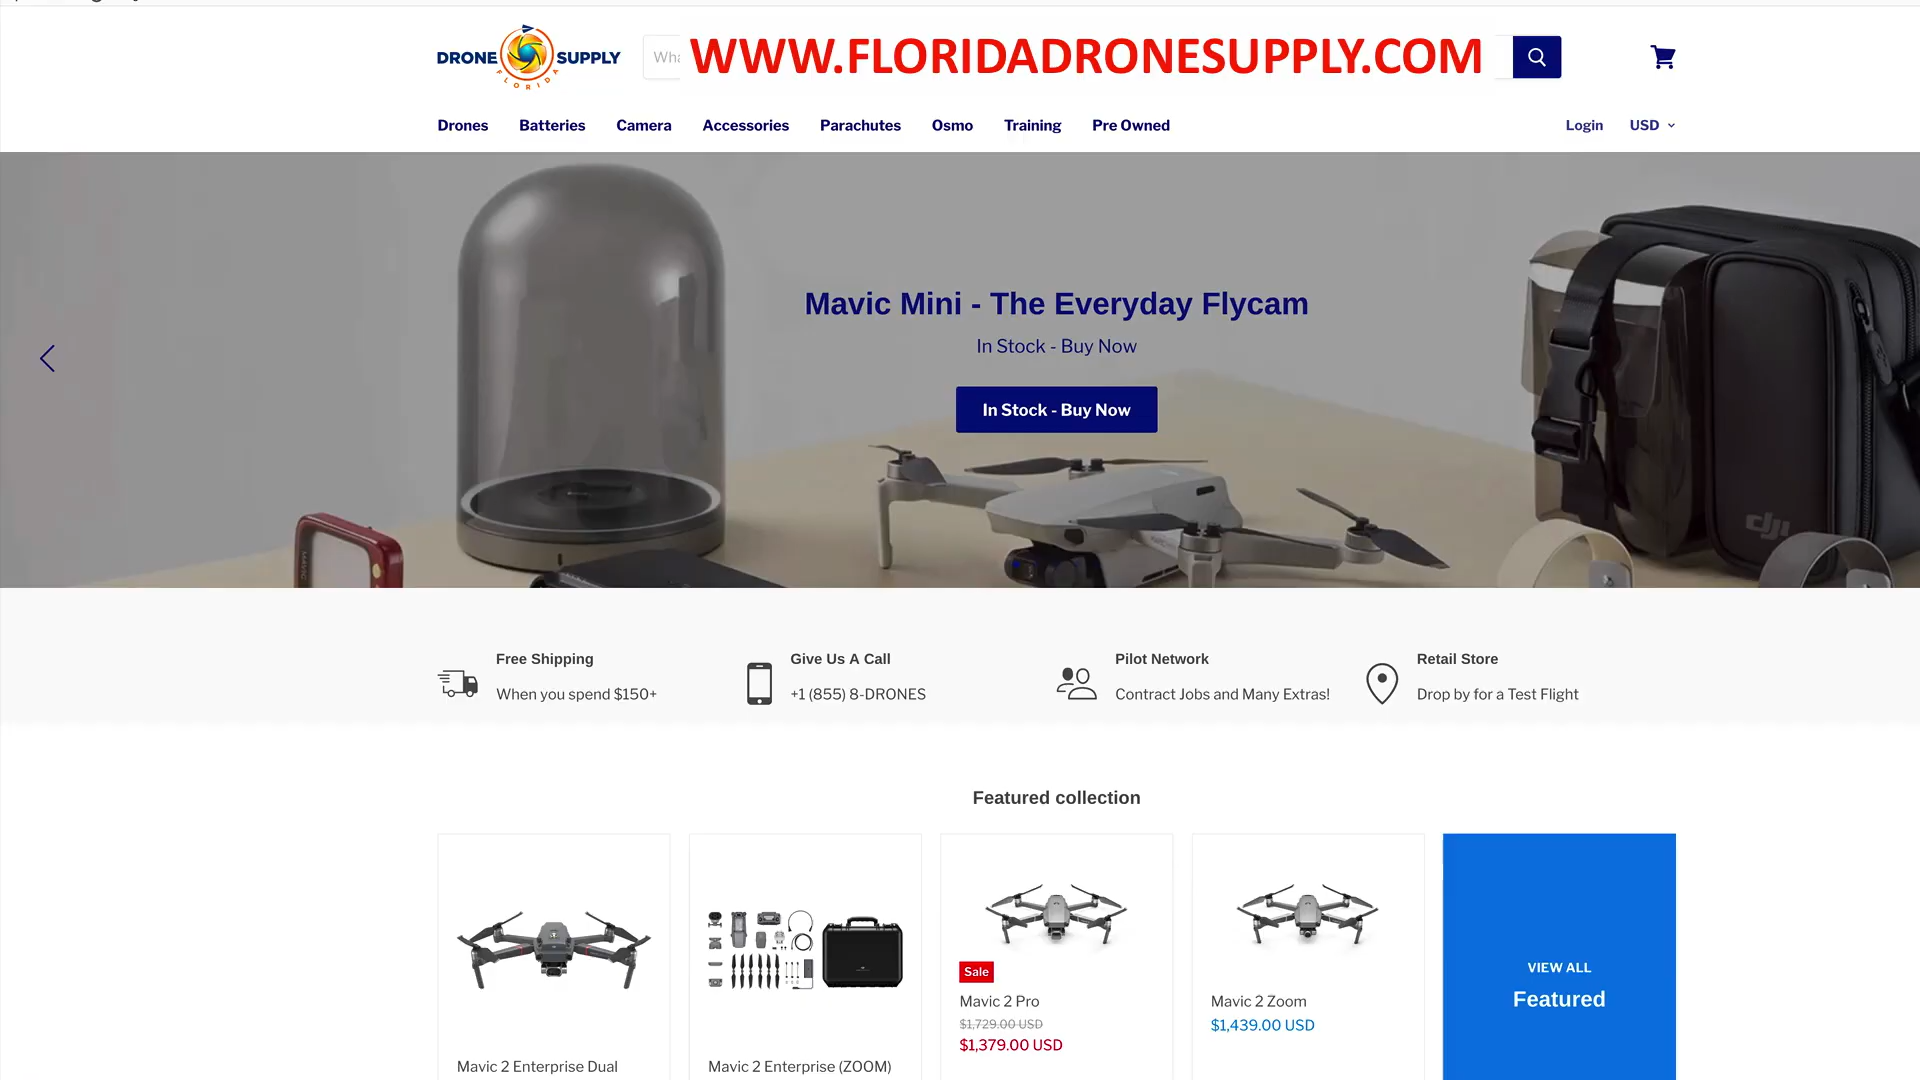 DRONE SUPPLY
FLORIDA
Wha
WWW.FLORIDADRONESUPPLY.COM
Drones Batteries Camera Accessories Parachutes Osmo Training Pre Owned Login USD
Mavic Mini - The Everyday Flycam
In Stock - Buy Now
In Stock - Buy Now
dji
Free Shipping
When you spend $150+
Give Us A Call
+1 (855) 8-DRONES
Pilot Network
Contract Jobs and Many Extras!
Retail Store
Drop by for a Test Flight
Featured collection
Mavic 2 Enterprise Dual
Mavic 2 Enterprise (ZOOM)
Sale
Mavic 2 Pro
$1,729.00 USD
$1,379.00 USD
Mavic 2 Zoom
$1,439.00 USD
VIEW ALL
Featured